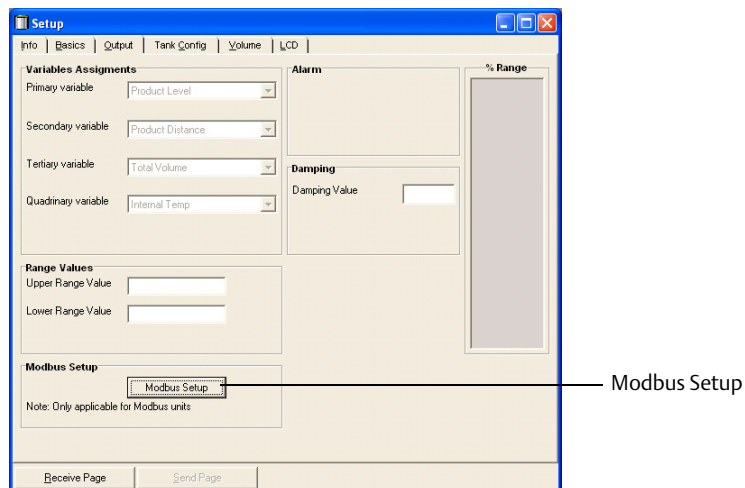 Setup
Info Basics Output Tank Config Volume LCD
Variables Assigments
Primary variable Product Level
Secondary variable Product Distance
Tertiary variable Total Volume
Quadrinary variable Internal Temp
Alarm
Damping
Damping Value
% Range
Range Values
Upper Range Value
Lower Range Value
Modbus Setup
Modbus Setup
Note: Only applicable for Modbus units
Modbus Setup
Receive Page Send Page